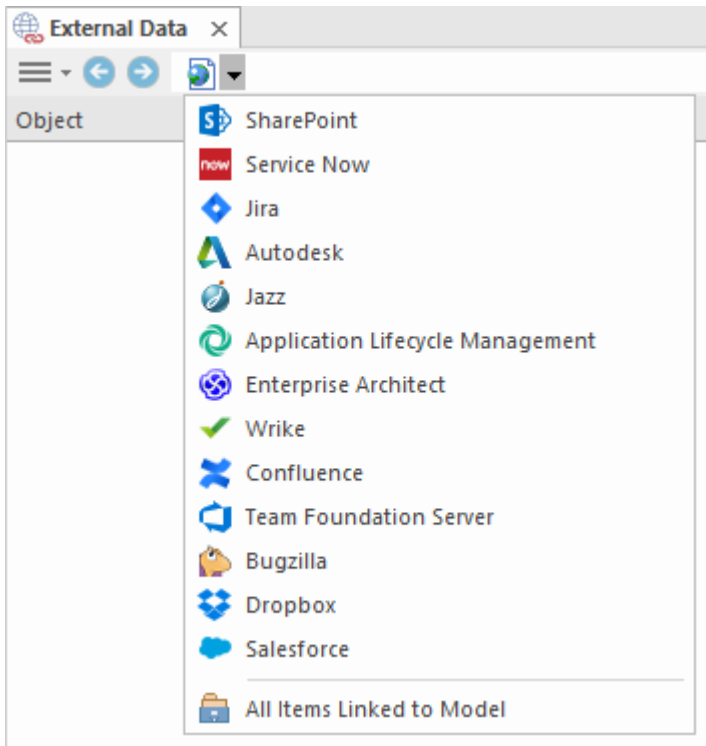 External Data
Object
SharePoint
now Service Now
Jira
Autodesk
Jazz
Application Lifecycle Management
Enterprise Architect
Wrike
Confluence
Team Foundation Server
Bugzilla
Dropbox
Salesforce
All Items Linked to Model